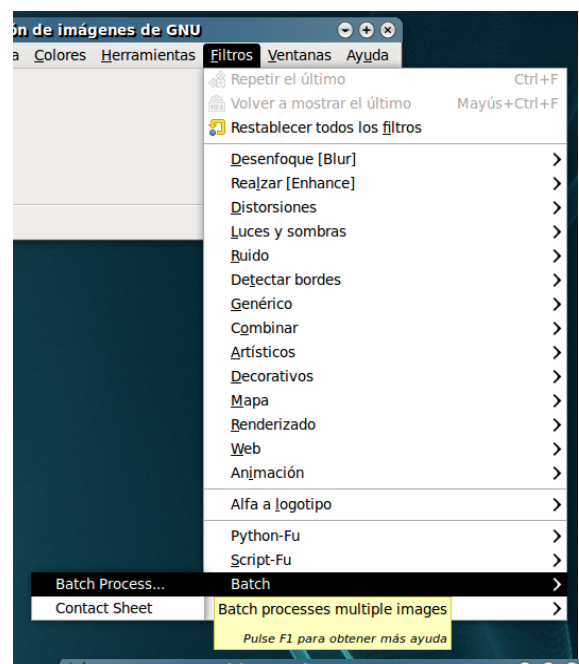 ón de imágenes de GNU
a Colores Herramientas Filtros Ventanas Ayuda
Repetir el último Ctrl+F
Volver a mostrar el último Mayús+Ctrl+F
Restablecer todos los filtros
Desenfoque [Blur]
Realzar [Enhance]
Distorsiones
Luces y sombras
Ruido
Detectar bordes
Genérico
Combinar
Artísticos
Decorativos
Mapa
Renderizado
Web
Animación
Alfa a logotipo
Python-Fu
Script-Fu
Batch
Batch Process...
Contact Sheet
Batch processes multiple images
Pulse F1 para obtener más ayuda